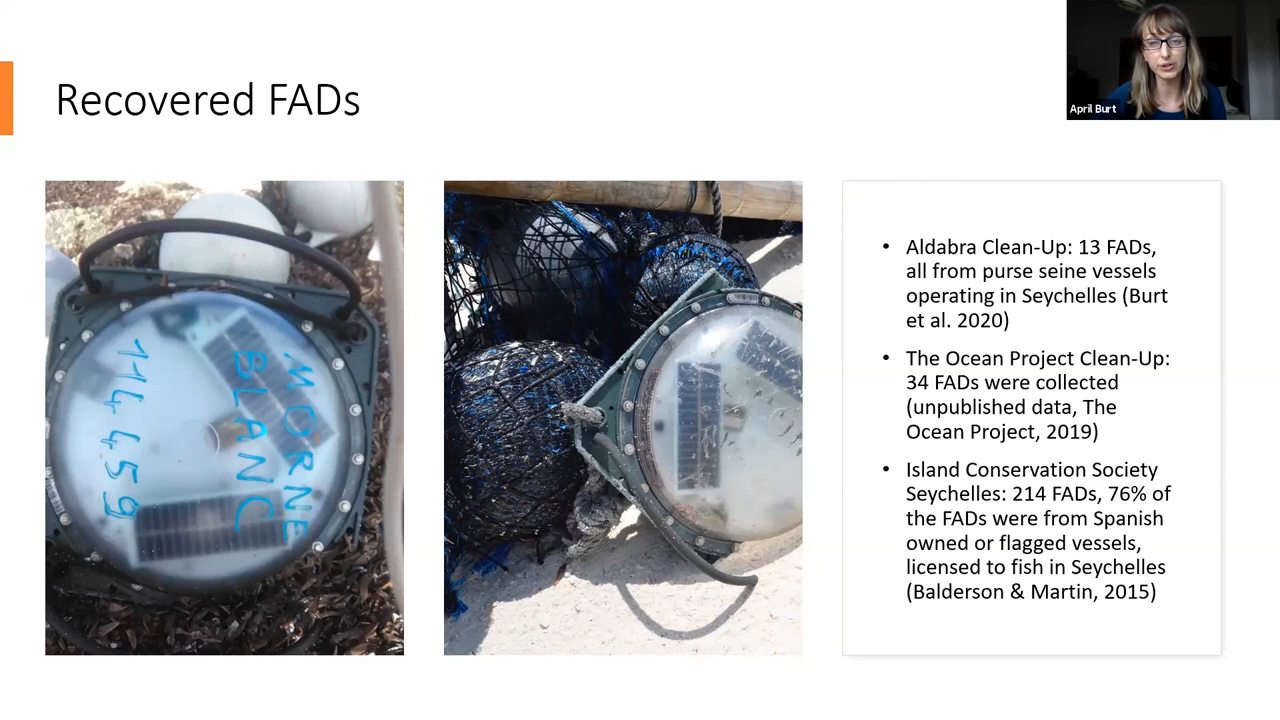 Recovered FADs
April Burt
MORNE
BLANC
114459
• Aldabra Clean-Up: 13 FADs,
all from purse seine vessels
operating in Seychelles (Burt
et al. 2020)
• The Ocean Project Clean-Up:
34 FADs were collected
(unpublished data, The
Ocean Project, 2019)
• Island Conservation Society
Seychelles: 214 FADs, 76% of
the FADs were from Spanish
owned or flagged vessels,
licensed to fish in Seychelles
(Balderson & Martin, 2015)